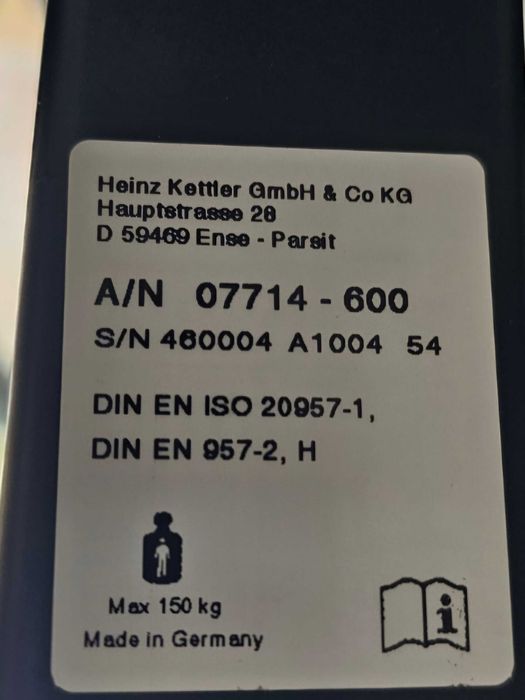 Heinz Kettler GmbH & Co KG
Hauptstrasse 28
D 59469 Ense - Parsit
A/N 07714 - 600
S/N 460004 A1004 54
DIN EN ISO 20957-1,
DIN EN 957-2, H
Max 150 kg
Made in Germany
i